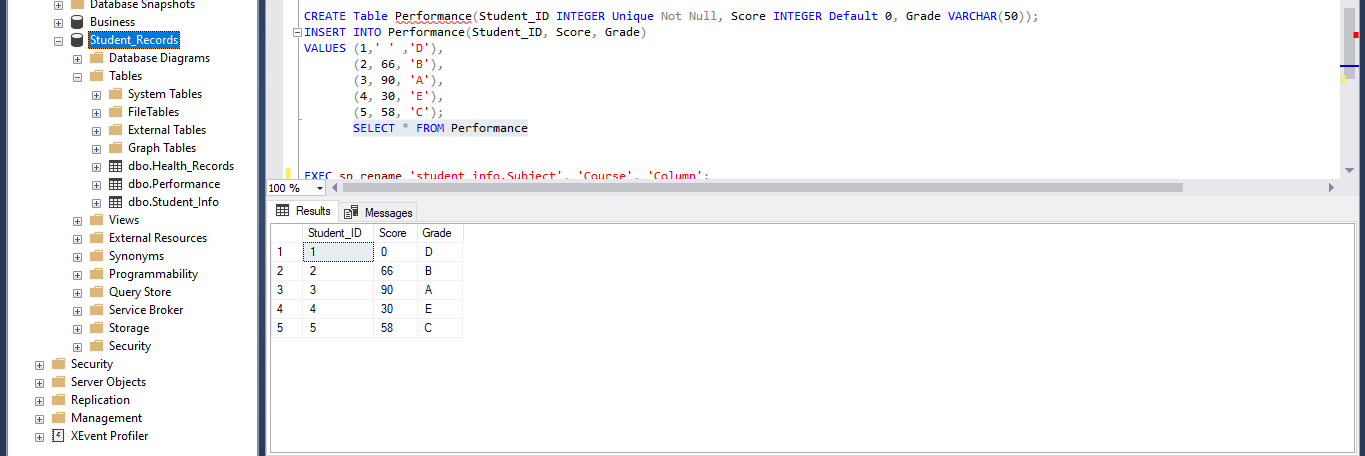 Database Snapshots
Business
Student_Records
Database Diagrams
Tables
System Tables
FileTables
External Tables
Graph Tables
dbo.Health_Records
dbo.Performance
dbo.Student_Info
Views
External Resources
Synonyms
Programmability
Query Store
Service Broker
Storage
Security
Security
Server Objects
Replication
Management
XEvent Profiler
CREATE Table Performance(Student_ID INTEGER Unique Not Null, Score INTEGER Default 0, Grade VARCHAR(50));
INSERT INTO Performance(Student_ID, Score, Grade)
VALUES (1,' ' ,'D'),
(2, 66, 'B'),
(3, 90, 'A'),
(4, 30, 'E'),
(5, 58, 'C');
SELECT * FROM Performance
EXEC sp_rename 'student_info.Subject', 'Course', 'Column';
100 %
Results Messages
Student_ID Score Grade
1 1 0 D
2 2 66 B
3 3 90 A
4 4 30 E
5 5 58 C